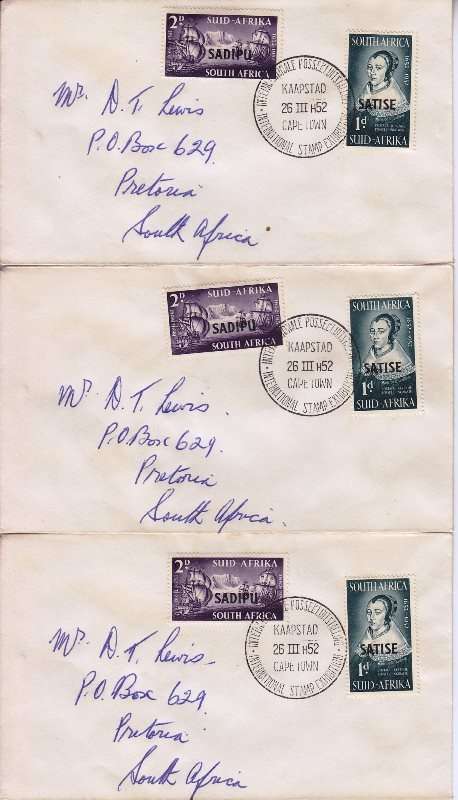 2D SUID-AFRIKA
SADIPU
SOUTH AFRICA
SOUTH AFRICA
SATISE
1d
SUID-AFRIKA
KAAPSTAD
26 III H52
CAPE TOWN
INTERNATIONAL STAMP EXHIBITION
Mr. D. T. Lewis
P.O. Box 629
Pretoria
South Africa
2D SUID-AFRIKA
SADIPU
SOUTH AFRICA
SOUTH AFRICA
SATISE
1d
SUID-AFRIKA
KAAPSTAD
26 III H52
CAPE TOWN
INTERNATIONAL STAMP EXHIBITION
Mr. D. T. Lewis.
P.O. Box 629.
Pretoria
South Africa.
2D SUID-AFRIKA
SADIPU
SOUTH AFRICA
SOUTH AFRICA
SATISE
1d
SUID-AFRIKA
KAAPSTAD
26 III H52
CAPE TOWN
INTERNATIONAL STAMP EXHIBITION
Mr. D. T. Lewis
P.O. Box 629
Pretoria
South Africa